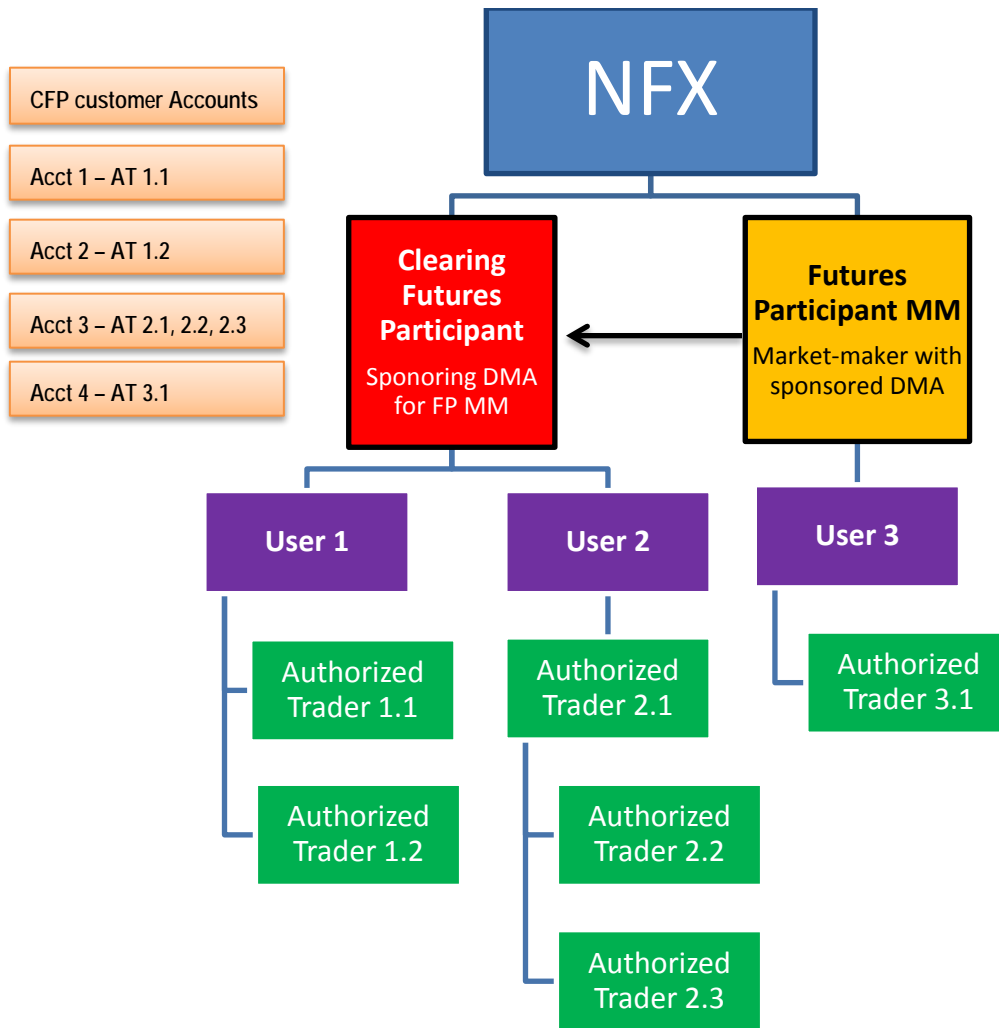 NFX
CFP customer Accounts
Acct 1 – AT 1.1
Acct 2 – AT 1.2
Acct 3 – AT 2.1, 2.2, 2.3
Acct 4 – AT 3.1
Clearing
Futures
Participant
Sponoring DMA
for FP MM
Futures
Participant MM
Market-maker with
sponsored DMA
User 1
User 2
User 3
Authorized
Trader 1.1
Authorized
Trader 2.1
Authorized
Trader 3.1
Authorized
Trader 1.2
Authorized
Trader 2.2
Authorized
Trader 2.3